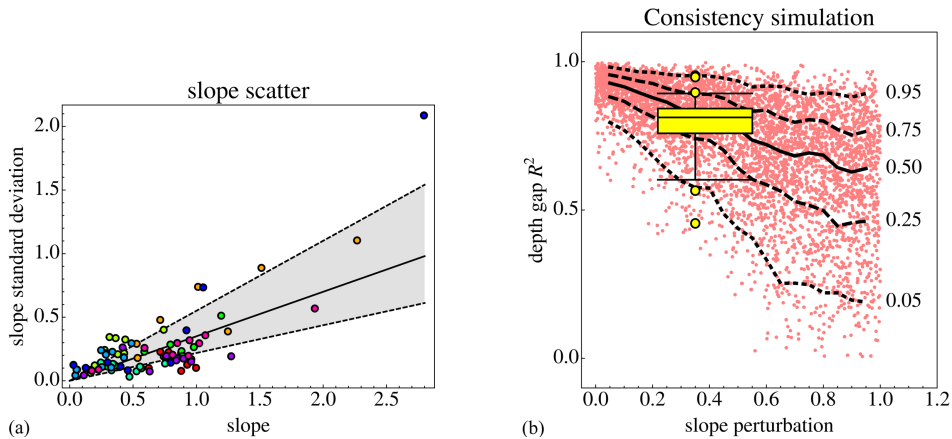 slope scatter
slope standard deviation
2.0
1.5
1.0
0.5
0.0
0.0 0.5 1.0 1.5 2.0 2.5
slope
(a)
Consistency simulation
depth gap R²
1.0
0.5
0.0
0.95
0.75
0.50
0.25
0.05
0.0 0.2 0.4 0.6 0.8 1.0 1.2
slope perturbation
(b)